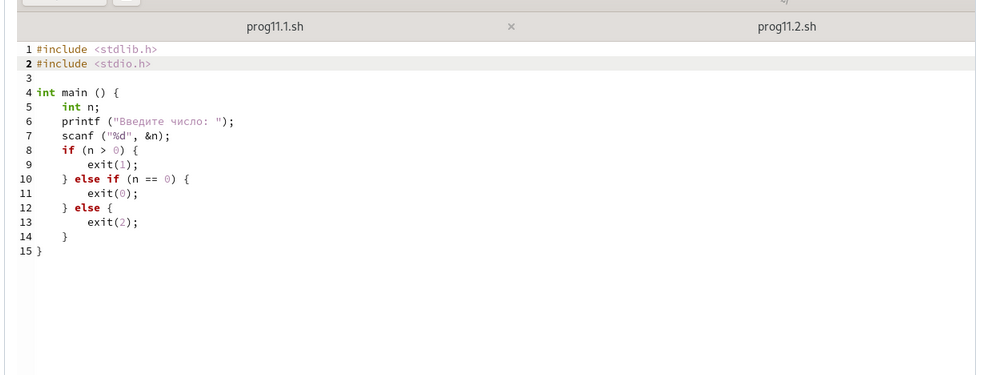 prog11.1.sh × prog11.2.sh
1 #include <stdlib.h>
2 #include <stdio.h>
3
4 int main () {
5     int n;
6     printf ("Введите число: ");
7     scanf ("%d", &n);
8     if (n > 0) {
9         exit(1);
10     } else if (n == 0) {
11         exit(0);
12     } else {
13         exit(2);
14     }
15 }